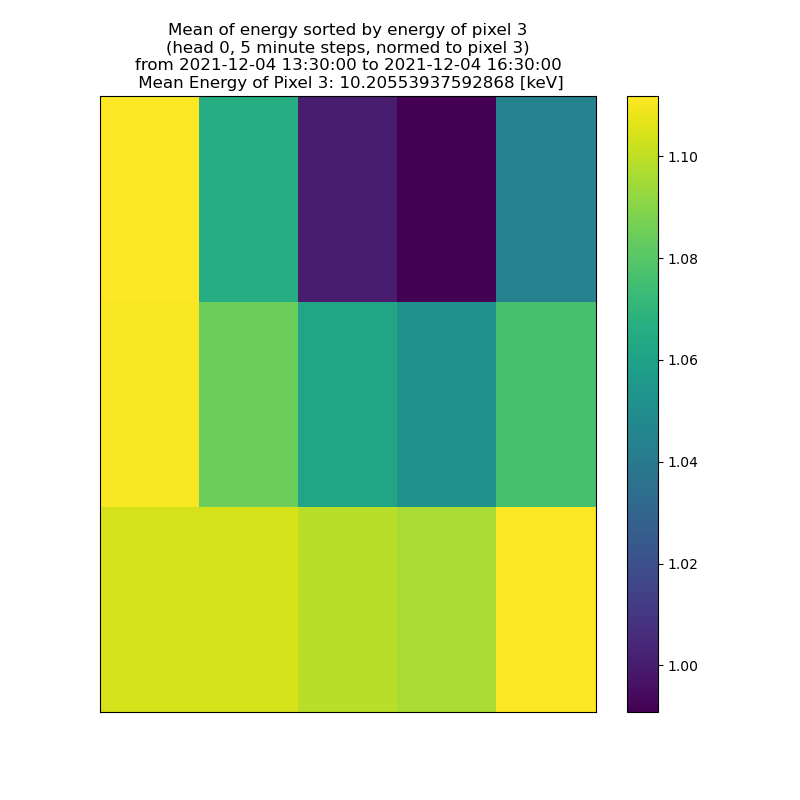 Mean of energy sorted by energy of pixel 3
(head 0, 5 minute steps, normed to pixel 3)
from 2021-12-04 13:30:00 to 2021-12-04 16:30:00
Mean Energy of Pixel 3: 10.20553937592868 [keV]
1.10
1.08
1.06
1.04
1.02
1.00